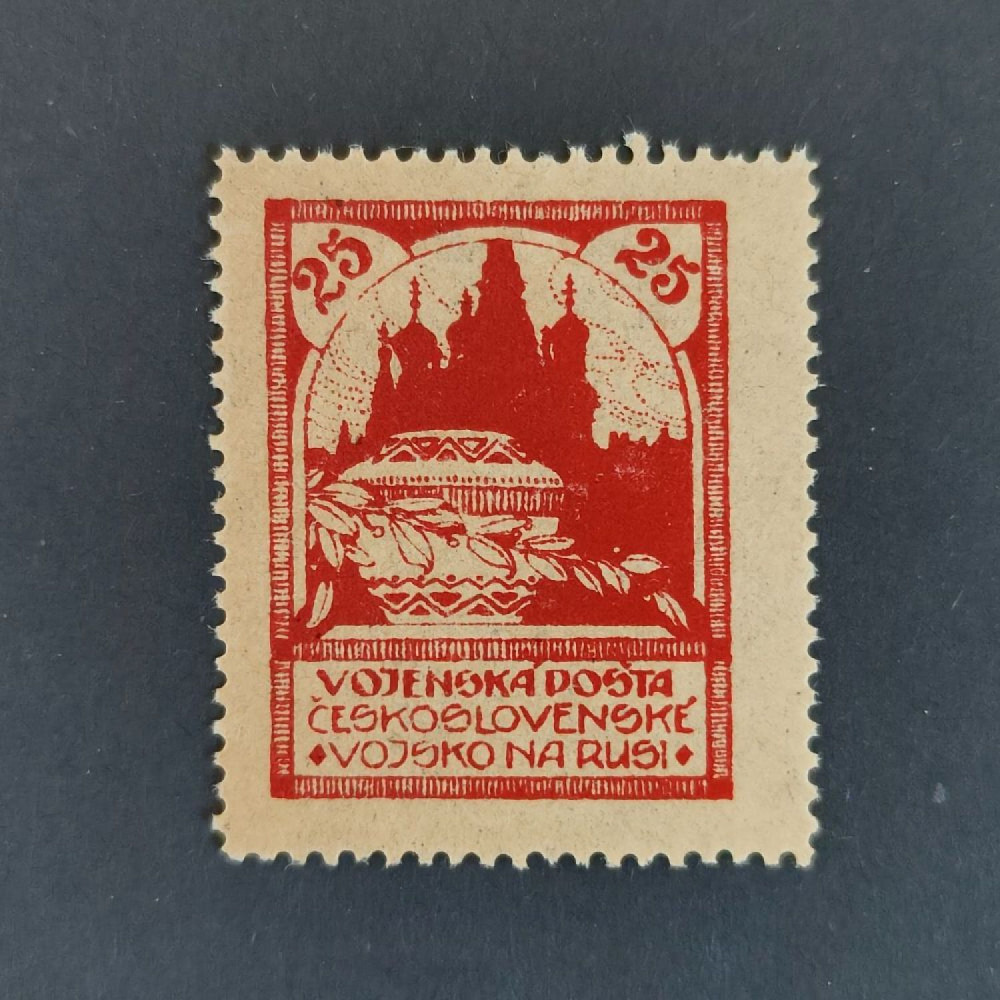 25 25
VOJENSKÁ POŠTA
ČESKOSLOVENSKÉ
VOJSKO NA RUSI